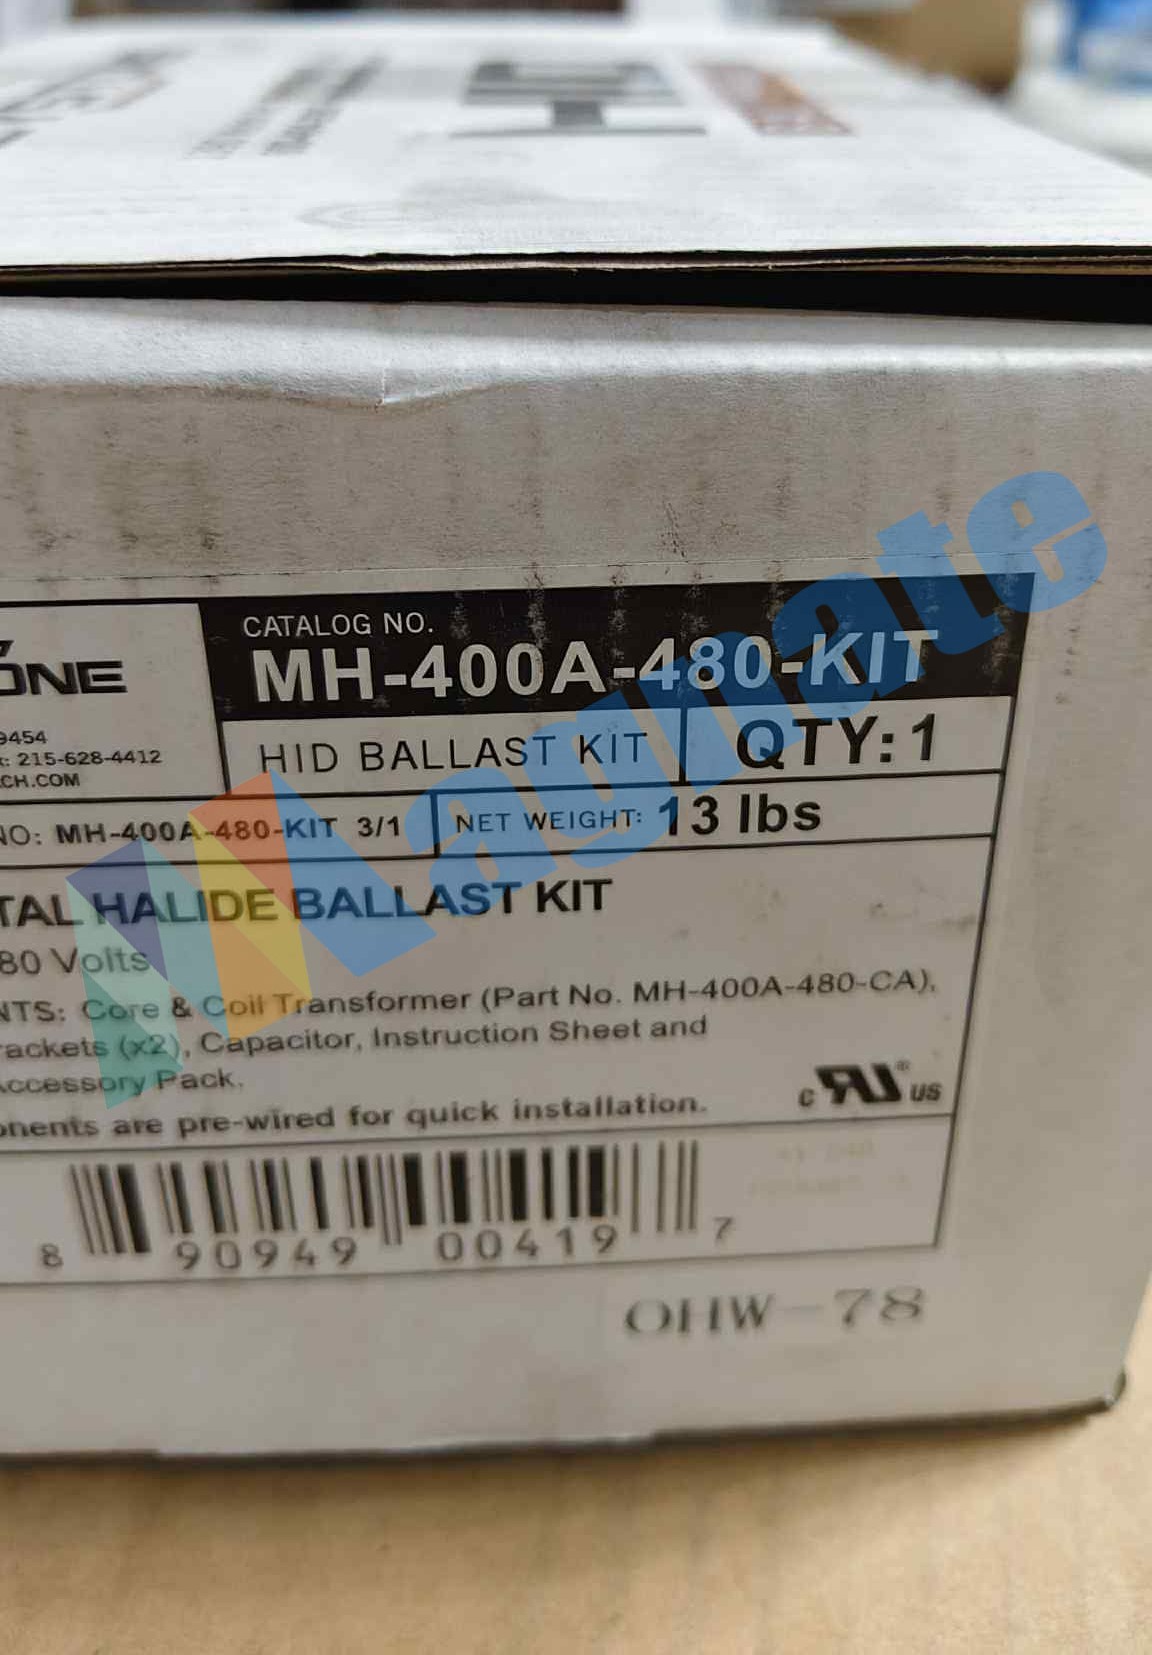 HID
CATALOG NO.
MH-400A-480-KIT
ONE
HID BALLAST KIT
QTY: 1
9454
: 215-628-4412
CH.COM
NO: MH-400A-480-KIT 3/1
NET WEIGHT: 13 lbs
TAL HALIDE BALLAST KIT
80 Volts
NTS: Core & Coil Transformer (Part No. MH-400A-480-CA),
rackets (x2), Capacitor, Instruction Sheet and
Accessory Pack.
onents are pre-wired for quick installation.
c RU ® US
8 90949 00419 7
OHW-78
Magnate